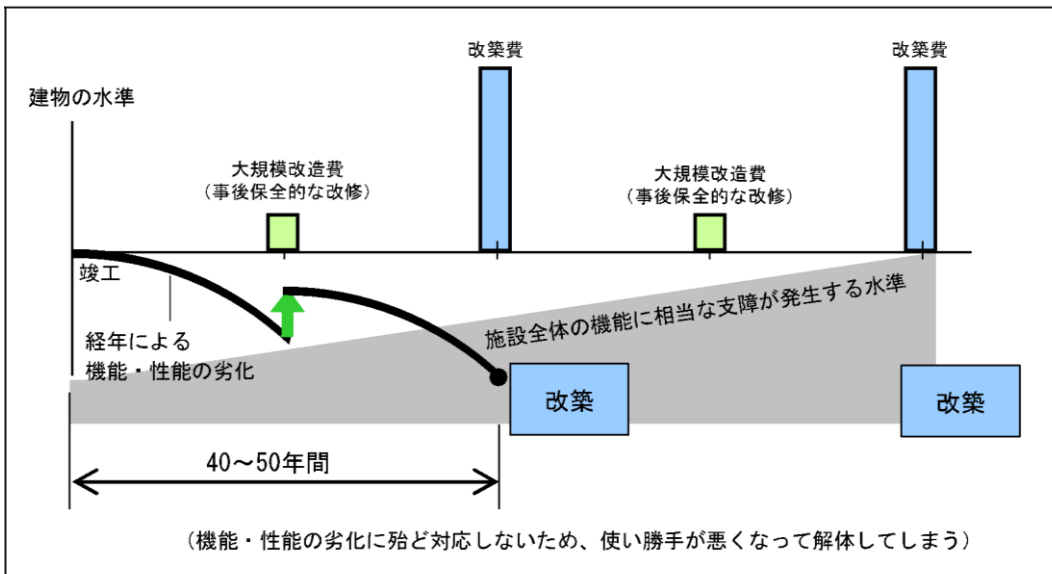 改築費
改築費
建物の水準
大規模改造費
(事後保全的な改修)
大規模改造費
(事後保全的な改修)
竣工
経年による
機能・性能の劣化
施設全体の機能に相当な支障が発生する水準
改築
改築
40～50年間
(機能・性能の劣化に殆ど対応しないため、使い勝手が悪くなって解体してしまう)